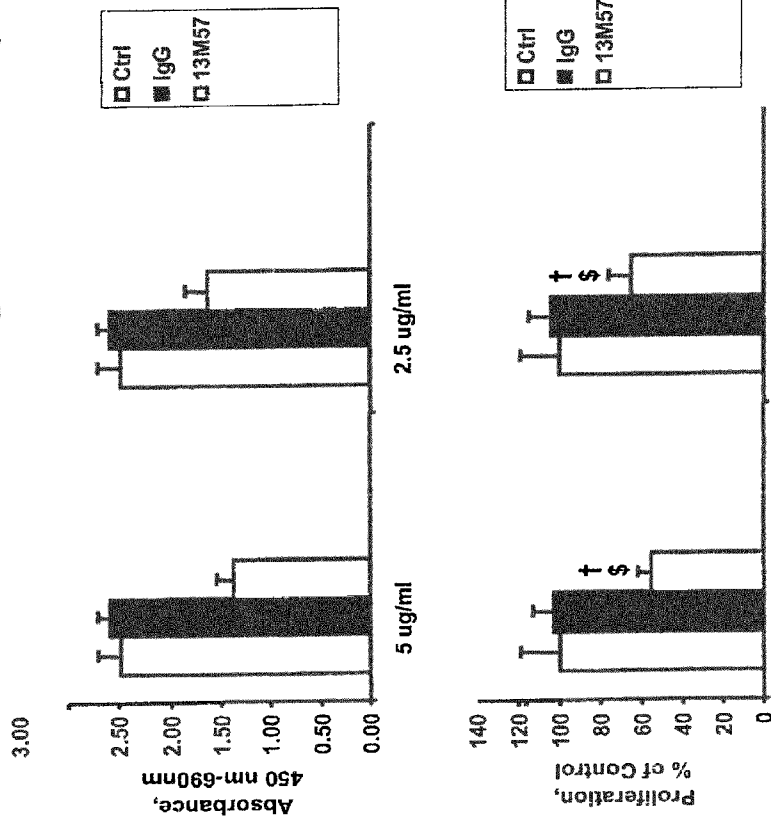 3.00
2.50
2.00
1.50
1.00
0.50
0.00
Absorbance,
450 nm-690nm
5 ug/ml
2.5 ug/ml
Ctrl
IgG
13M57
140
120
100
80
60
40
20
0
Proliferation,
% of Control
† $
† $
Ctrl
IgG
13M57